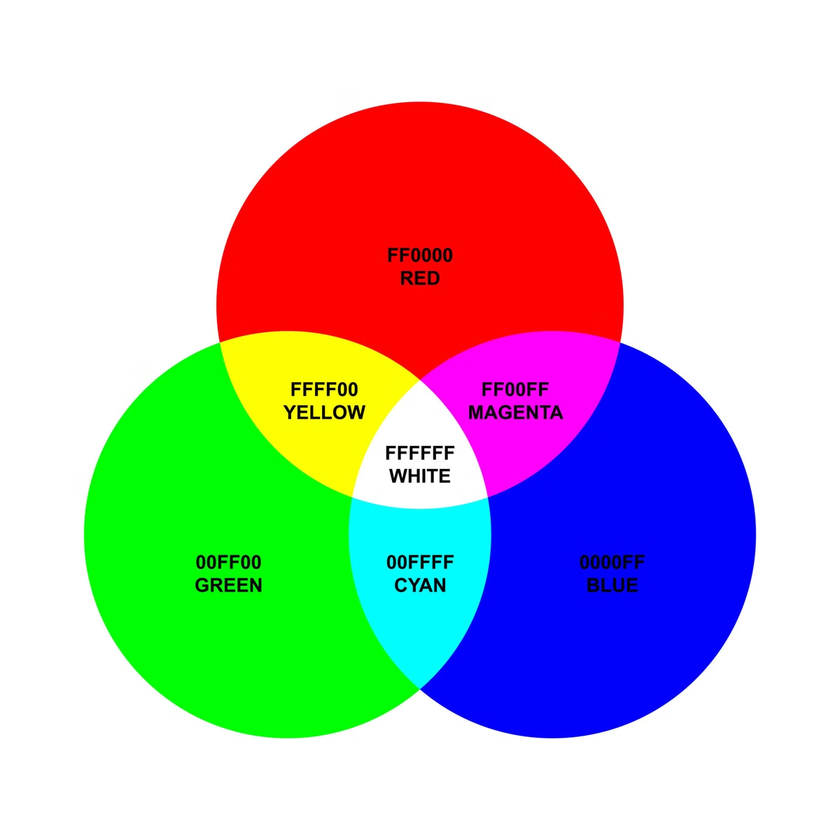 FF0000
RED
FFFF00
YELLOW
FF00FF
MAGENTA
FFFFFF
WHITE
00FF00
GREEN
00FFFF
CYAN
0000FF
BLUE